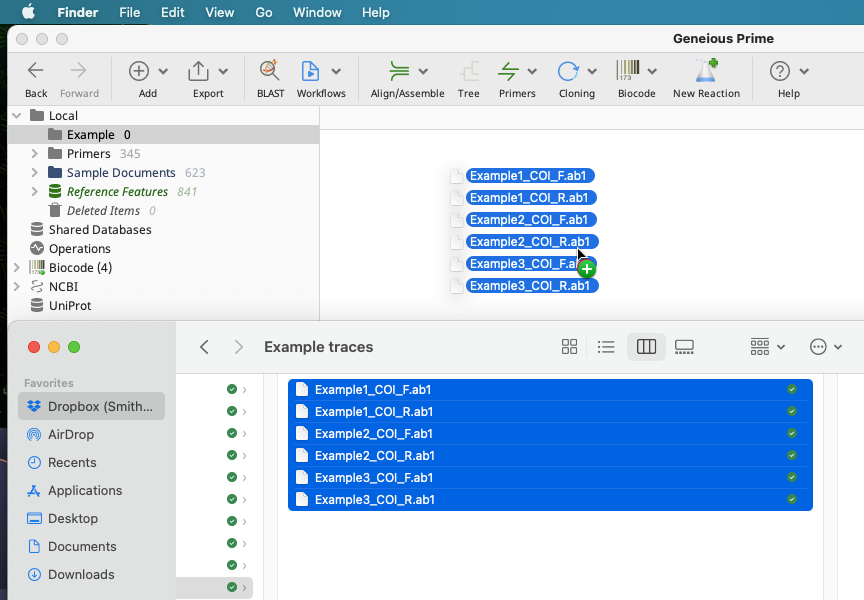 Finder File Edit View Go Window Help
Geneious Prime
Back Forward Add Export BLAST Workflows Align/Assemble Tree Primers Cloning Biocode New Reaction Help
Local
Example 0
Primers 345
Sample Documents 623
Reference Features 841
Deleted Items 0
Shared Databases
Operations
Biocode (4)
NCBI
UniProt
Example1_COI_F.ab1
Example1_COI_R.ab1
Example2_COI_F.ab1
Example2_COI_R.ab1
Example3_COI_F.ab1
Example3_COI_R.ab1
Example traces
Favorites
Dropbox (Smith...
AirDrop
Recents
Applications
Desktop
Documents
Downloads
Example1_COI_F.ab1
Example1_COI_R.ab1
Example2_COI_F.ab1
Example2_COI_R.ab1
Example3_COI_F.ab1
Example3_COI_R.ab1